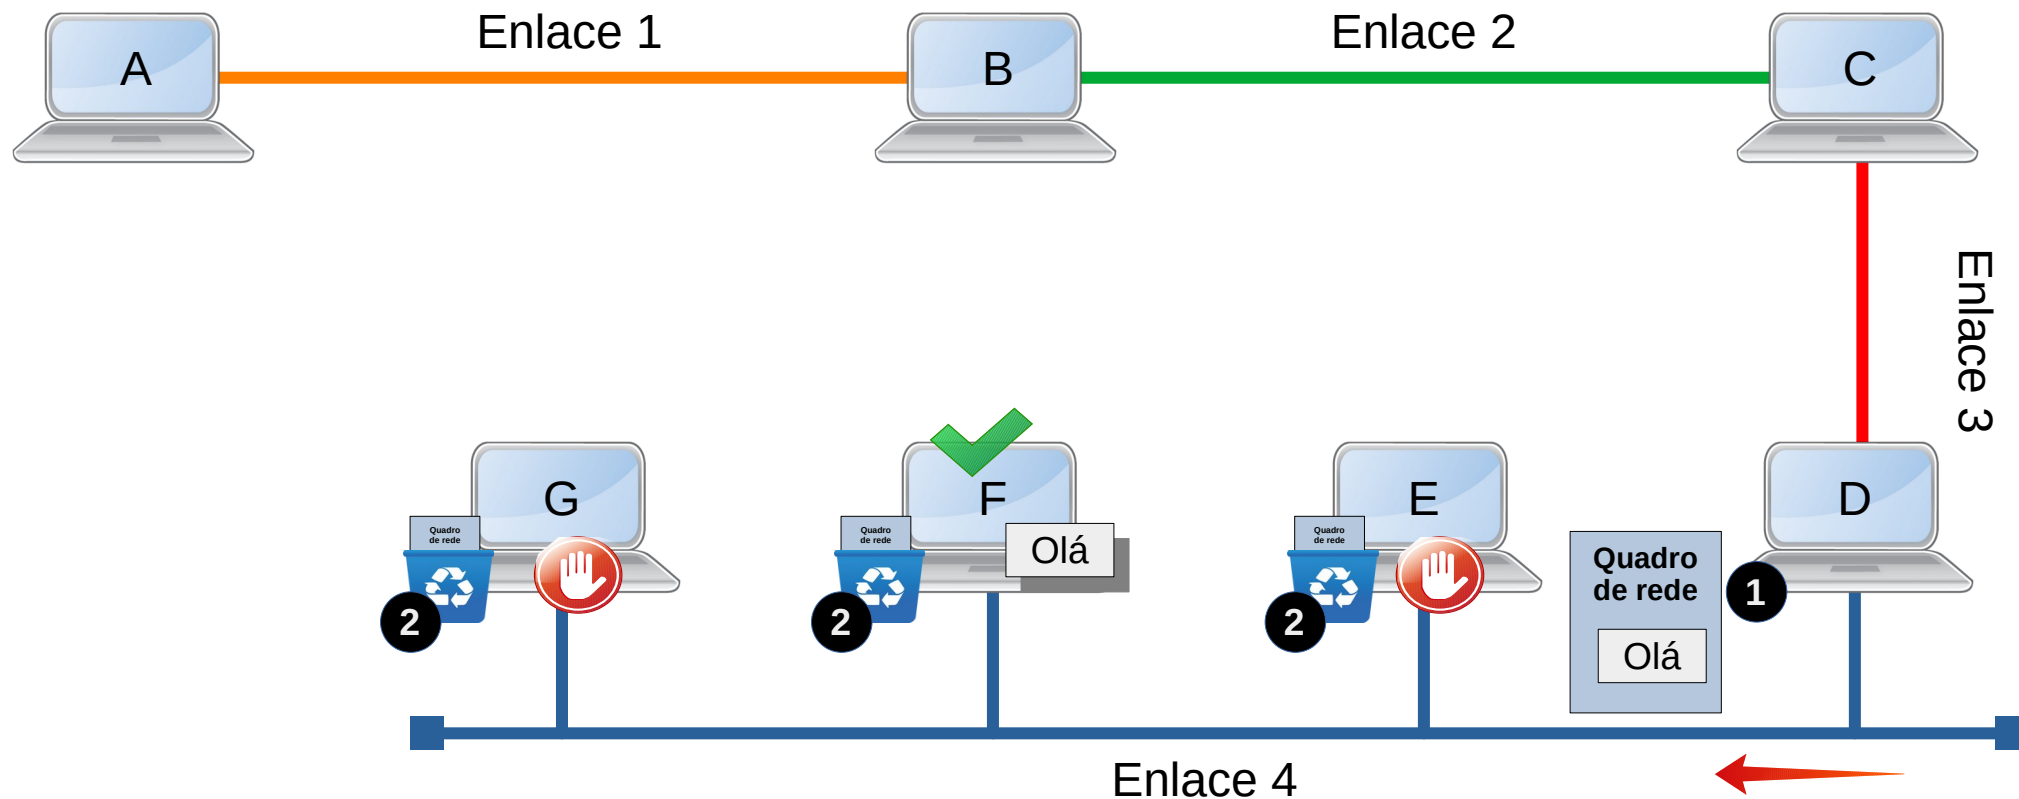 Enlace 1
Enlace 2
A
B
C
Enlace 3
G
F
E
D
Quadro
de rede
Quadro
de rede
Quadro
de rede
Olá
Quadro
de rede
1
2
2
2
Olá
Enlace 4